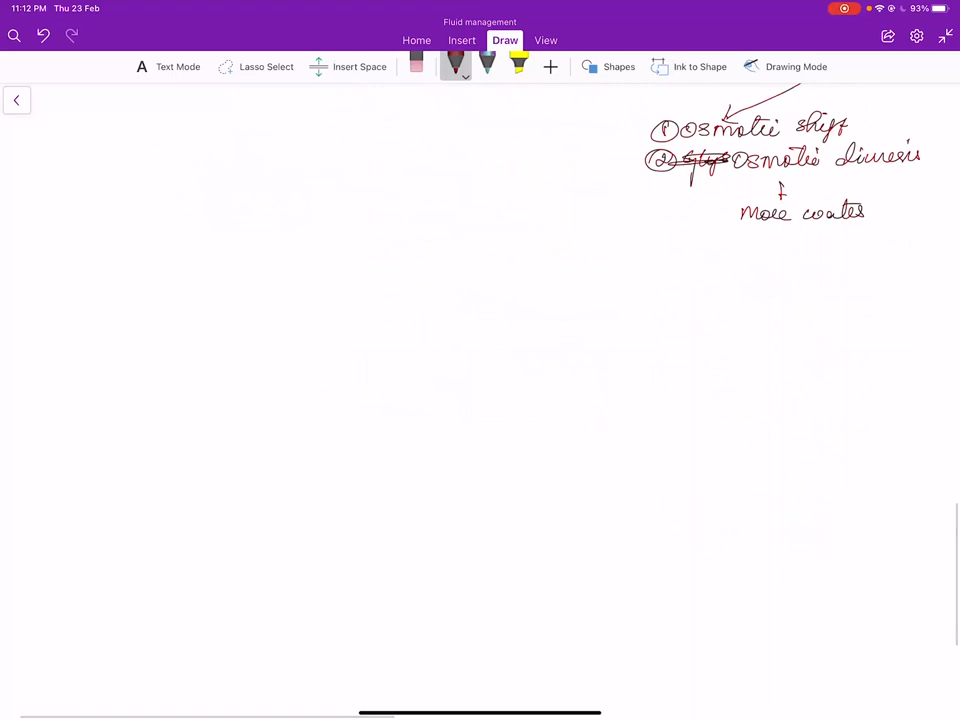 11:12 PM Thu 23 Feb
93%
Fluid management
Home Insert Draw View
A Text Mode Lasso Select Insert Space Shapes Ink to Shape Drawing Mode
① Osmotic shift
② Osmotic diuresis
More water